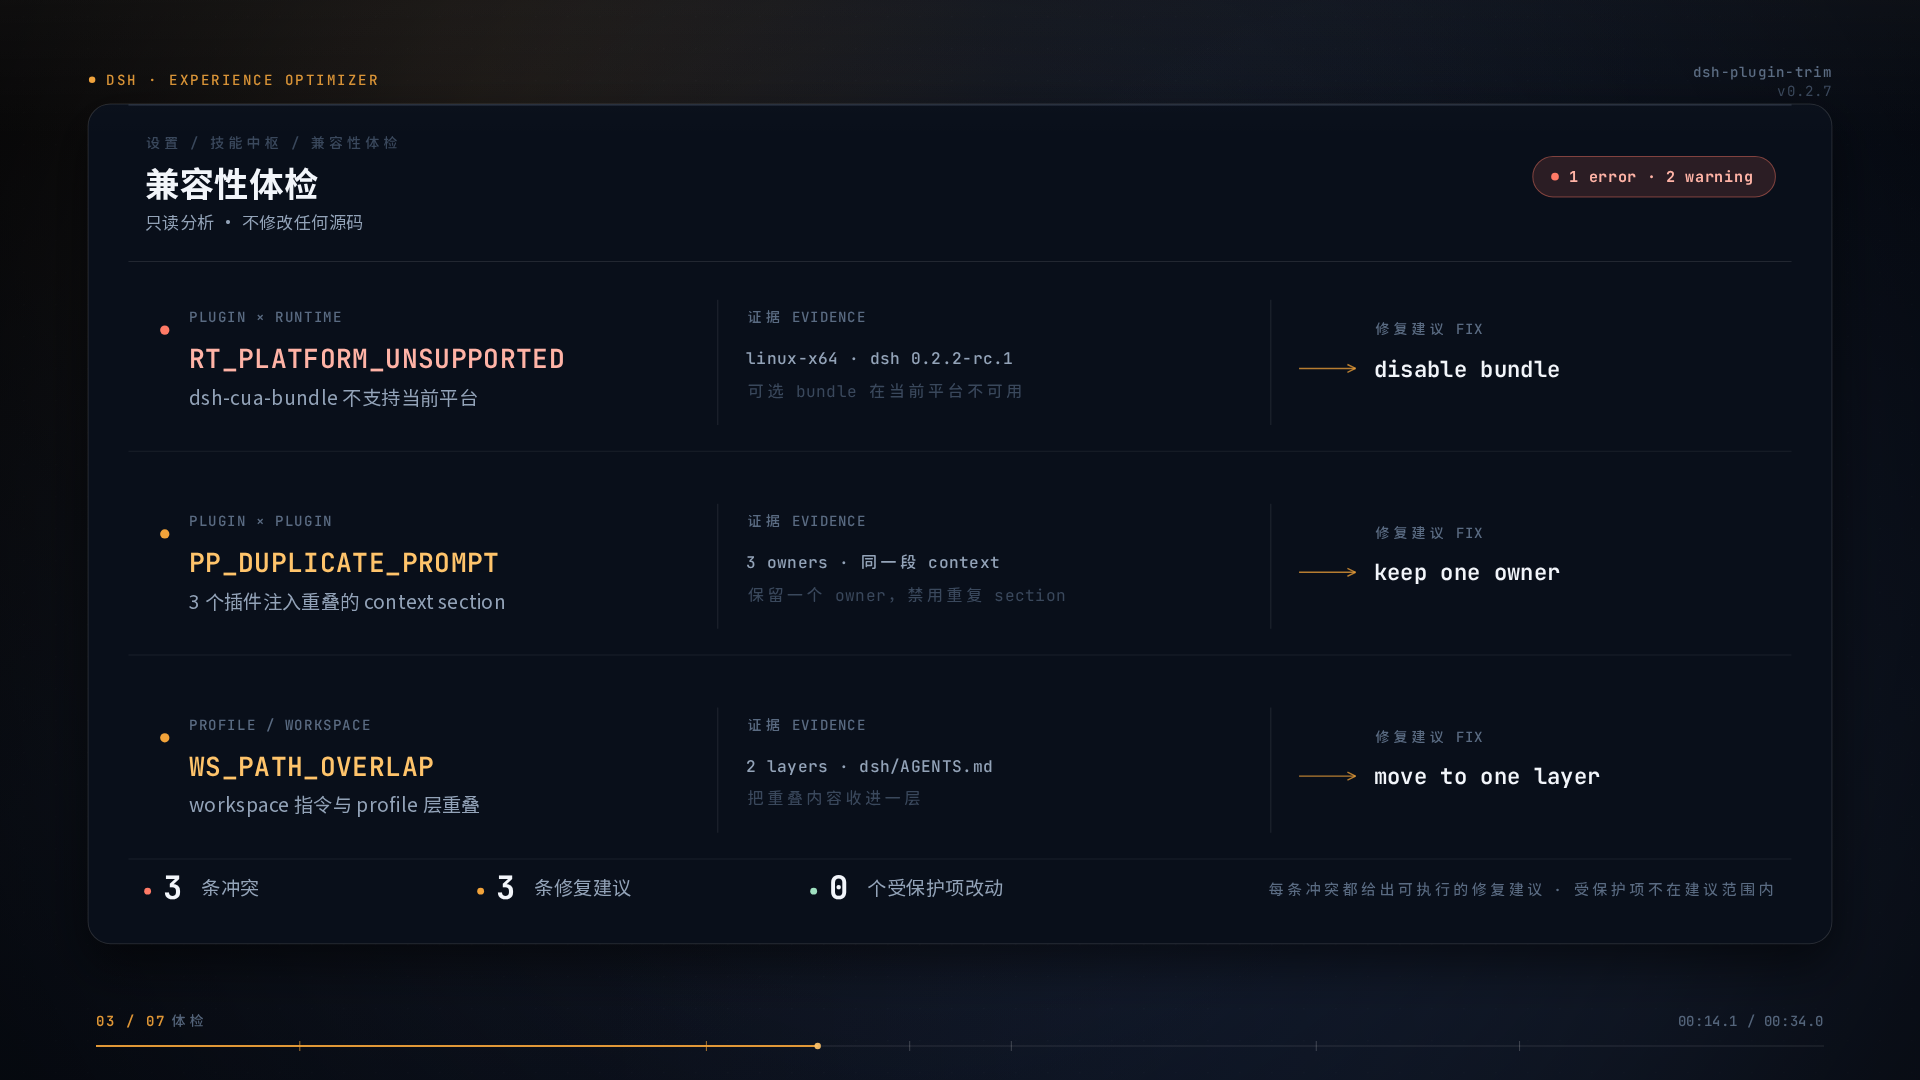 DSH · EXPERIENCE OPTIMIZER
dsh-plugin-trim
v0.2.7
设置 / 技能中枢 / 兼容性体检
兼容性体检
只读分析 • 不修改任何源码
1 error · 2 warning
PLUGIN × RUNTIME
RT_PLATFORM_UNSUPPORTED
dsh-cua-bundle 不支持当前平台
证据 EVIDENCE
linux-x64 · dsh 0.2.2-rc.1
可选 bundle 在当前平台不可用
修复建议 FIX
disable bundle
PLUGIN × PLUGIN
PP_DUPLICATE_PROMPT
3 个插件注入重叠的 context section
证据 EVIDENCE
3 owners · 同一段 context
保留一个 owner，禁用重复 section
修复建议 FIX
keep one owner
PROFILE / WORKSPACE
WS_PATH_OVERLAP
workspace 指令与 profile 层重叠
证据 EVIDENCE
2 layers · dsh/AGENTS.md
把重叠内容收进一层
修复建议 FIX
move to one layer
3 条冲突
3 条修复建议
0 个受保护项改动
每条冲突都给出可执行的修复建议 · 受保护项不在建议范围内
03 / 07 体检
00:14.1 / 00:34.0